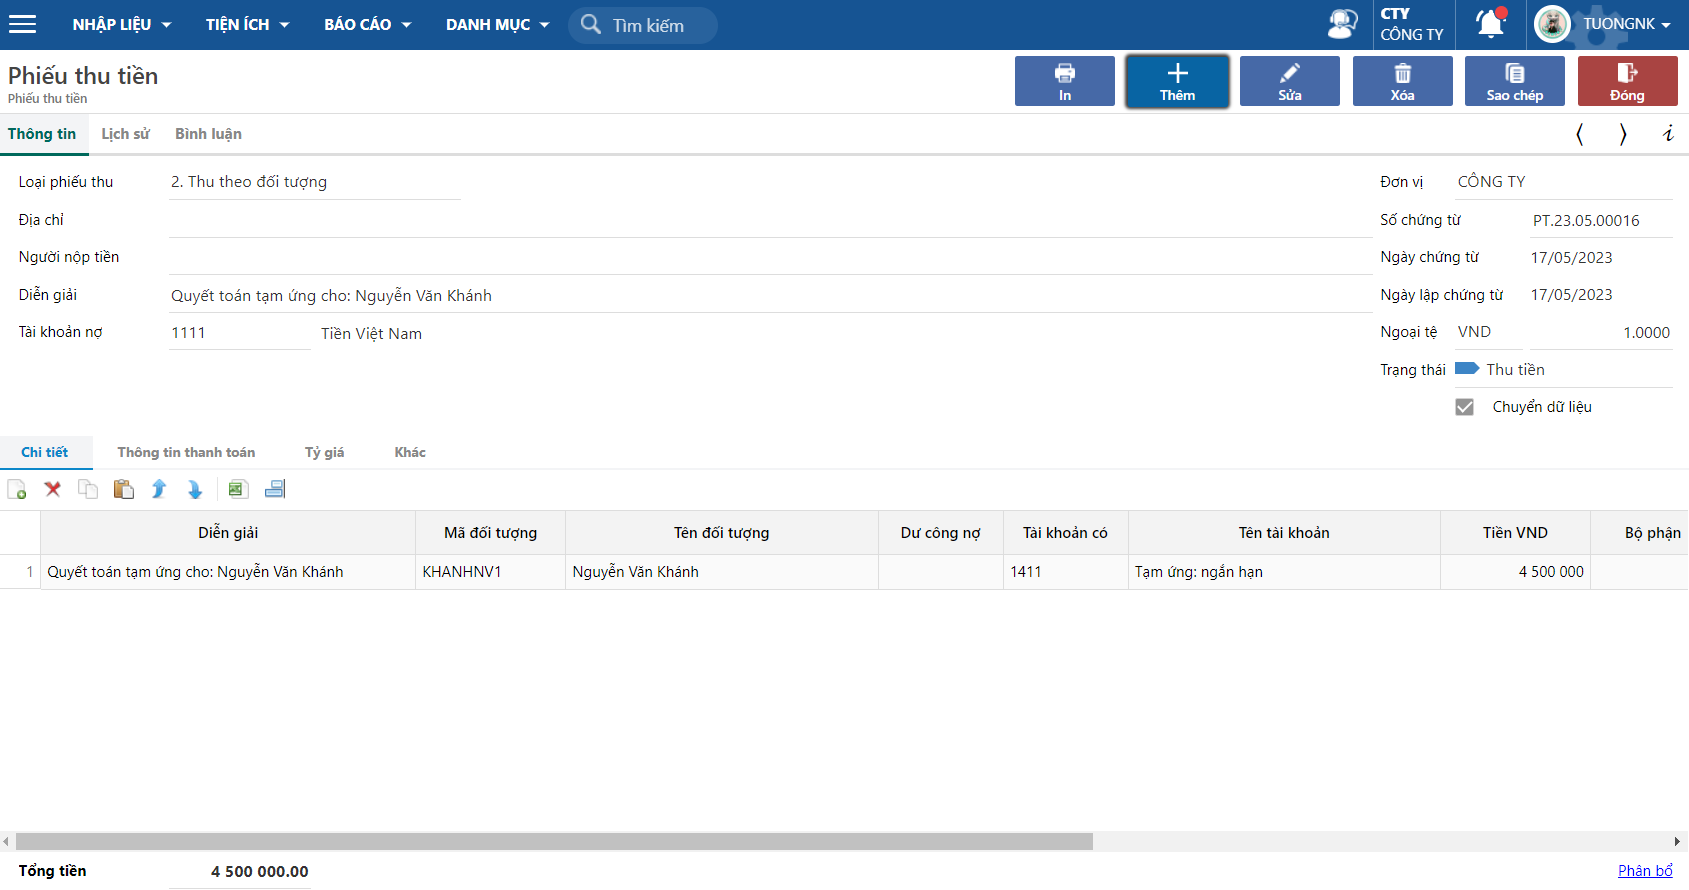 NHẬP LIỆU TIỆN ÍCH BÁO CÁO DANH MỤC Tìm kiếm CTY CÔNG TY TUONGNK
Phiếu thu tiền
Phiếu thu tiền
In Thêm Sửa Xóa Sao chép Đóng
Thông tin Lịch sử Bình luận
Loại phiếu thu 2. Thu theo đối tượng Đơn vị CÔNG TY
Địa chỉ Số chứng từ PT.23.05.00016
Người nộp tiền Ngày chứng từ 17/05/2023
Diễn giải Quyết toán tạm ứng cho: Nguyễn Văn Khánh Ngày lập chứng từ 17/05/2023
Tài khoản nợ 1111 Tiền Việt Nam Ngoại tệ VND 1.0000
Trạng thái Thu tiền
Chuyển dữ liệu
Chi tiết Thông tin thanh toán Tỷ giá Khác
Diễn giải Mã đối tượng Tên đối tượng Dư công nợ Tài khoản có Tên tài khoản Tiền VND Bộ phận
1 Quyết toán tạm ứng cho: Nguyễn Văn Khánh KHANHNV1 Nguyễn Văn Khánh 1411 Tạm ứng: ngắn hạn 4 500 000
Tổng tiền 4 500 000.00 Phân bổ